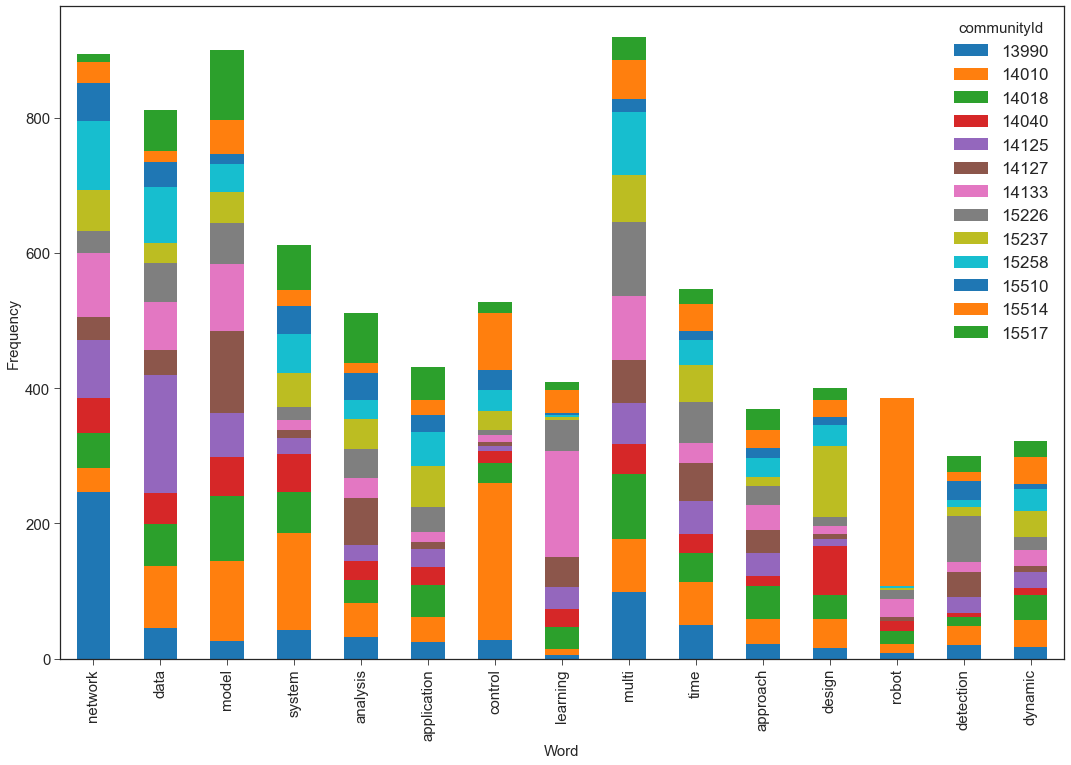 communityId
13990
14010
14018
14040
14125
14127
14133
15226
15237
15258
15510
15514
15517
800
600
400
200
0
Frequency
network
data
model
system
analysis
application
control
learning
multi
time
approach
design
robot
detection
dynamic
Word